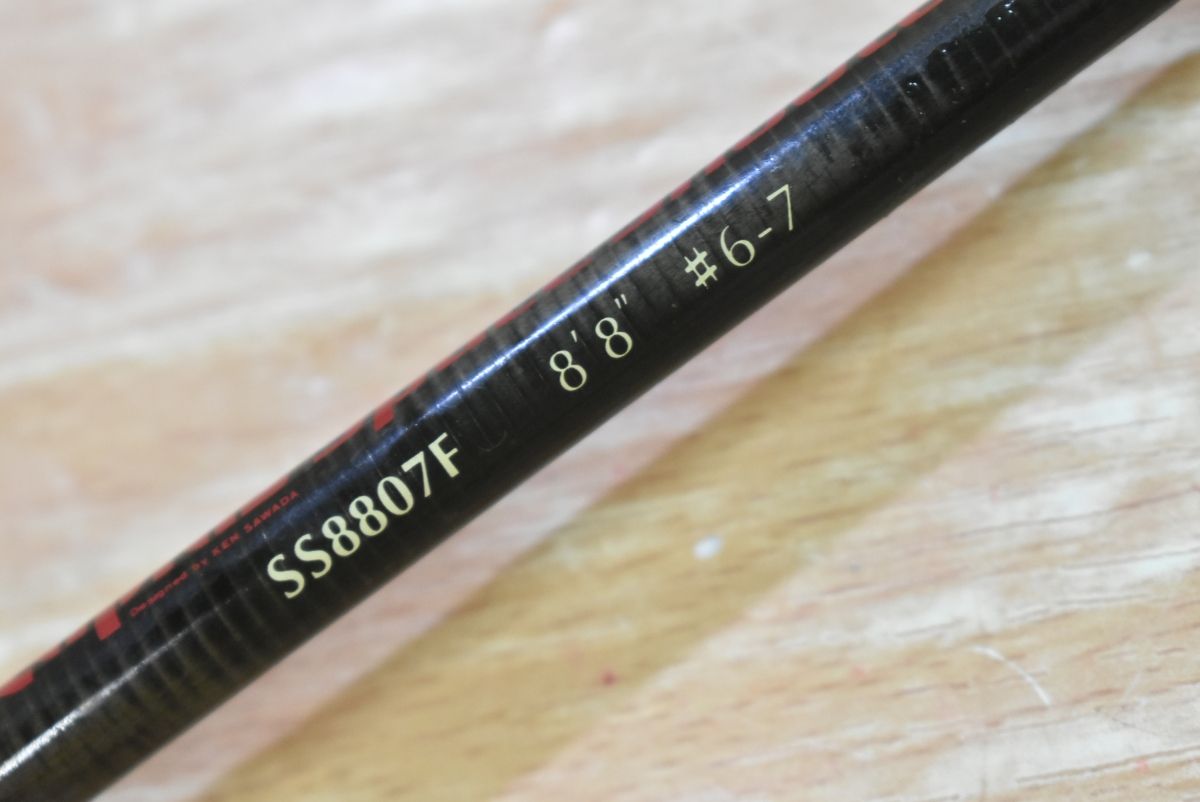 Designed by KEN SAWADA
SS8807F 8'8" #6-7